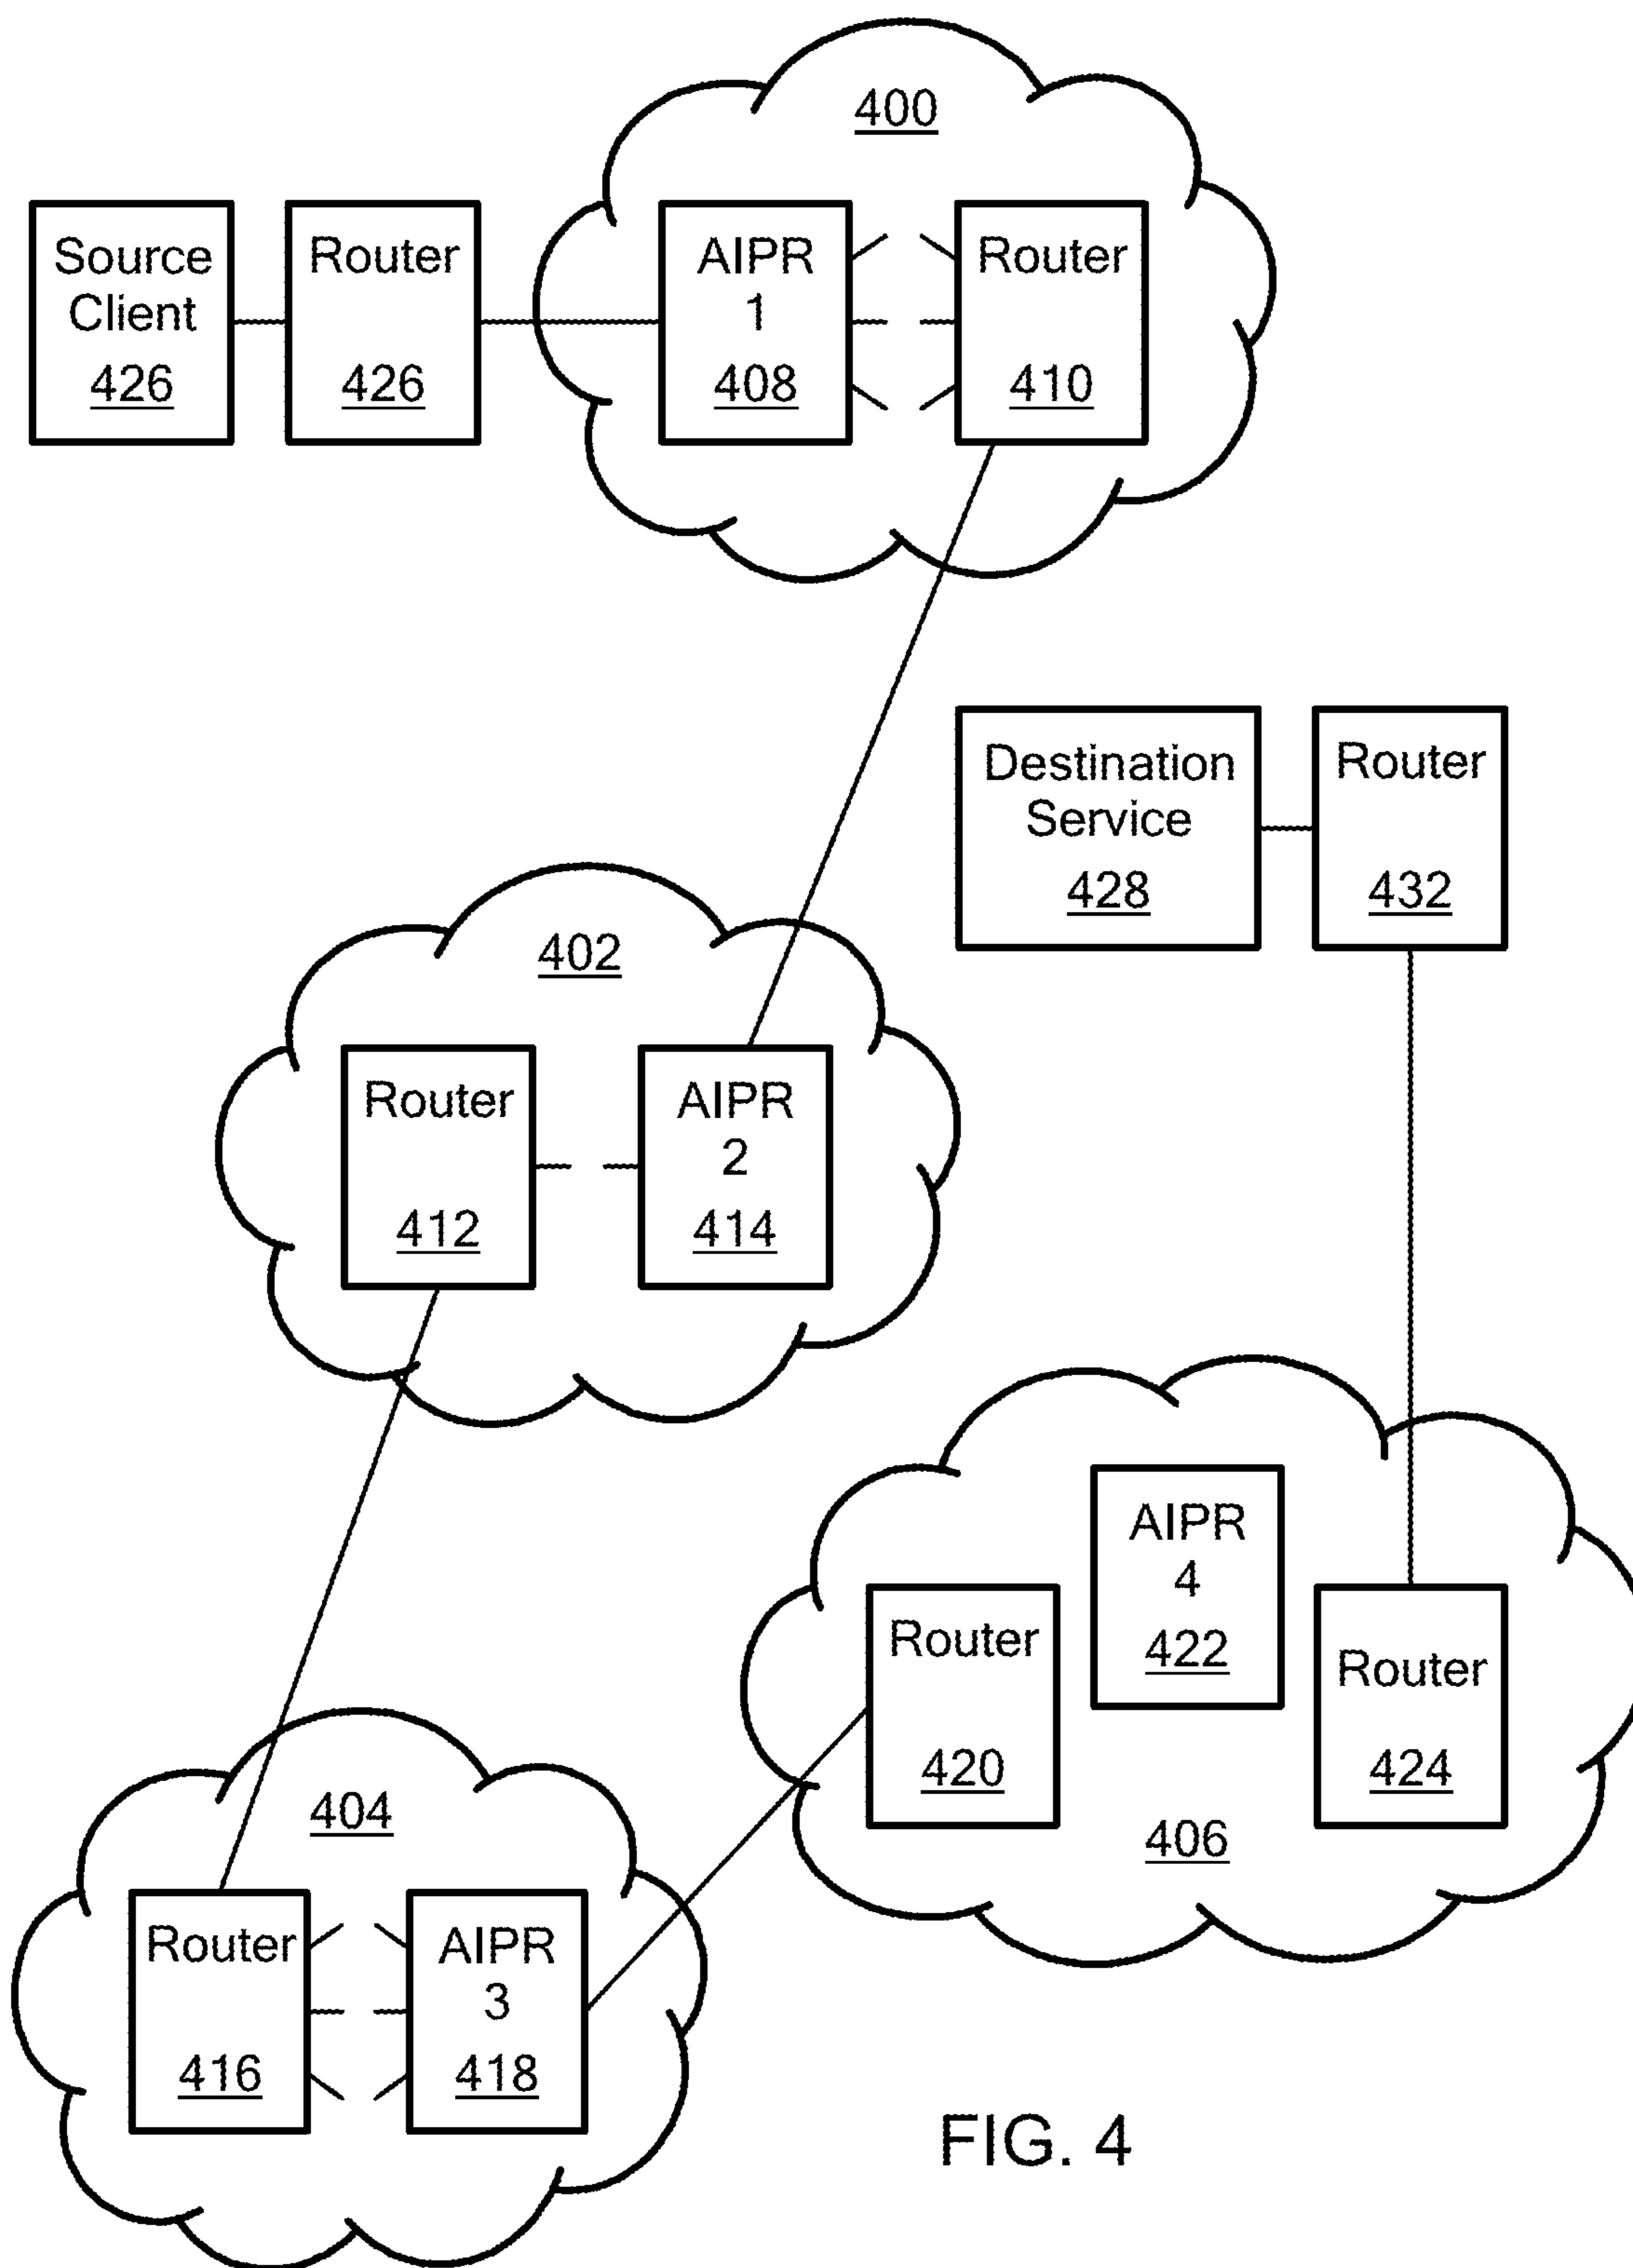 400
Source
Client
426
Router
426
AIPR
1
408
Router
410
Destination
Service
428
Router
432
402
Router
412
AIPR
2
414
AIPR
4
422
Router
420
Router
424
406
404
Router
416
AIPR
3
418
FIG. 4